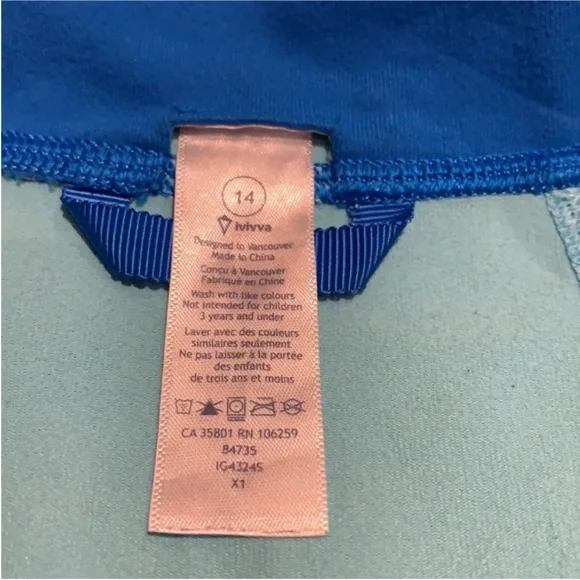 14
ivivva
Designed in Vancouver
Made in China
Concu à Vancouver
Fabriqué en Chine
Wash with like colours
Not intended for children
3 years and under
Laver avec des couleurs
similaires seulement
Ne pas laisser à la portée
des enfants
de trois ans et moins
CA 35801 RN 106259
84735
IG4324S
X1